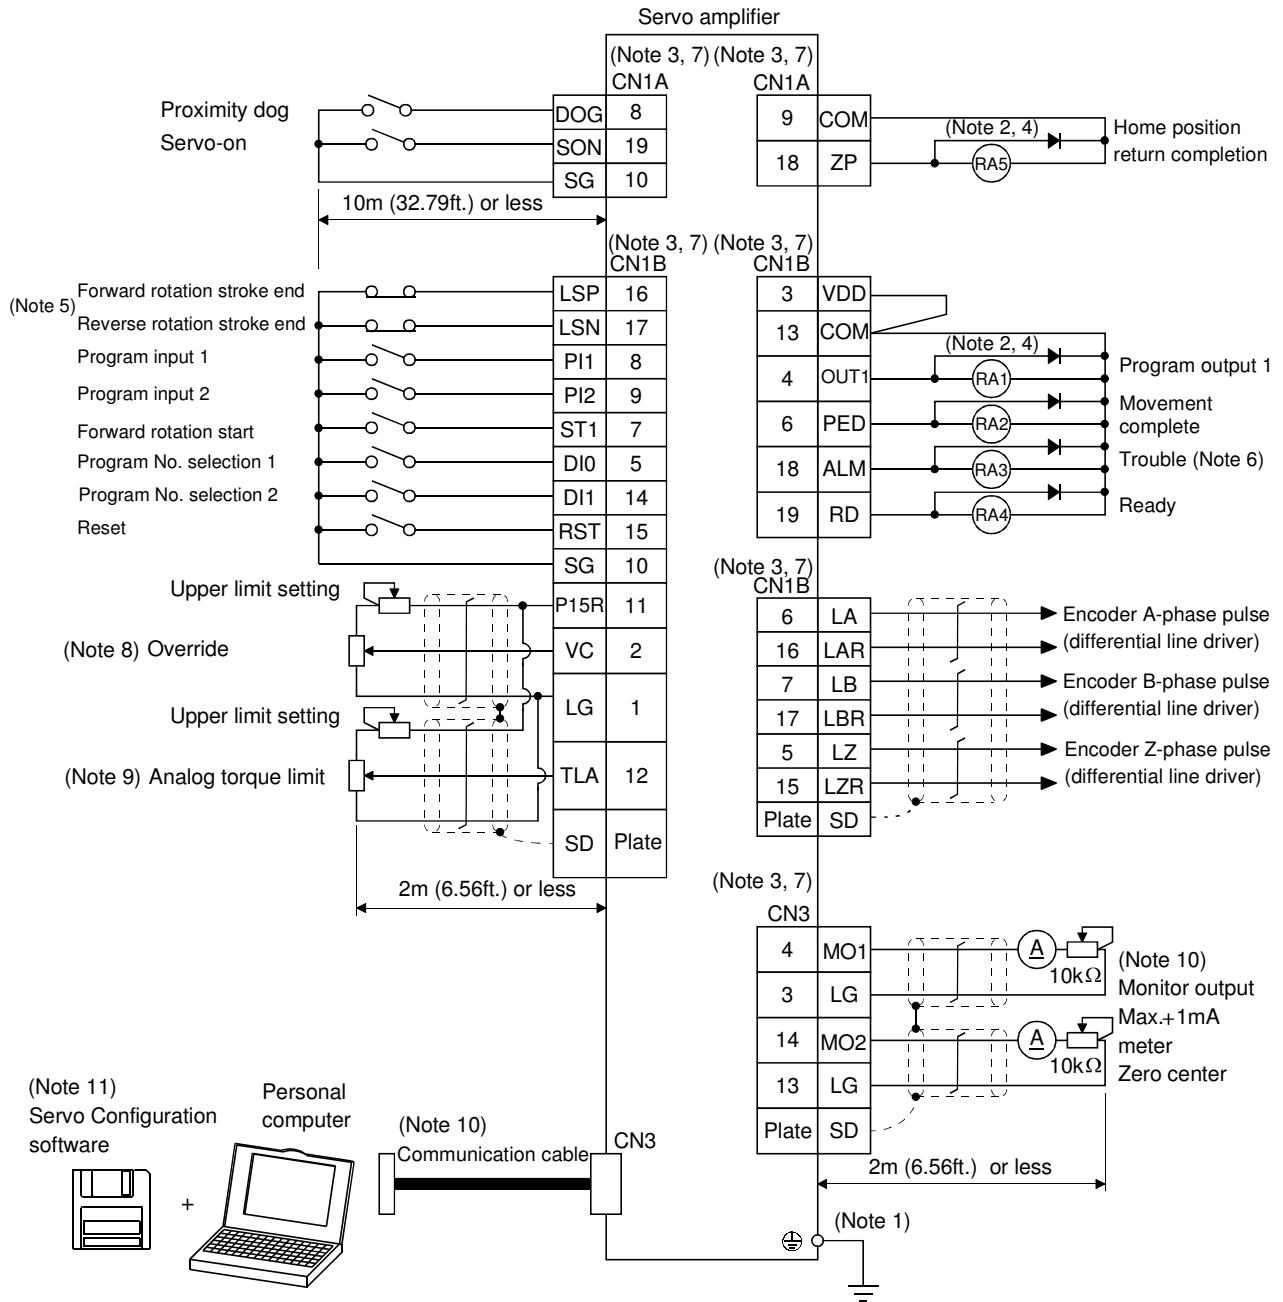 Servo amplifier
(Note 3, 7) (Note 3, 7)
CN1A
CN1A
Proximity dog
DOG 8
Servo-on
SON 19
SG 10
10m (32.79ft.) or less
9 COM
(Note 2, 4)
18 ZP
RA5
Home position
return completion
(Note 3, 7) (Note 3, 7)
CN1B
CN1B
(Note 5)
Forward rotation stroke end
LSP 16
Reverse rotation stroke end
LSN 17
Program input 1
PI1 8
Program input 2
PI2 9
Forward rotation start
ST1 7
Program No. selection 1
DI0 5
Program No. selection 2
DI1 14
Reset
RST 15
SG 10
Upper limit setting
P15R 11
(Note 8) Override
VC 2
LG 1
Upper limit setting
(Note 9) Analog torque limit
TLA 12
SD Plate
2m (6.56ft.) or less
3 VDD
13 COM
(Note 2, 4)
4 OUT1
RA1
Program output 1
6 PED
RA2
Movement
complete
18 ALM
RA3
Trouble (Note 6)
19 RD
RA4
Ready
(Note 3, 7)
CN1B
6 LA
Encoder A-phase pulse
16 LAR
(differential line driver)
7 LB
Encoder B-phase pulse
17 LBR
(differential line driver)
5 LZ
Encoder Z-phase pulse
15 LZR
(differential line driver)
Plate SD
(Note 3, 7)
CN3
4 MO1
A
10kΩ
3 LG
14 MO2
A
10kΩ
13 LG
Plate SD
(Note 10)
Monitor output
Max.+1mA
meter
Zero center
2m (6.56ft.) or less
(Note 11)
Servo Configuration
software
+
Personal
computer
(Note 10)
Communication cable
CN3
(Note 1)